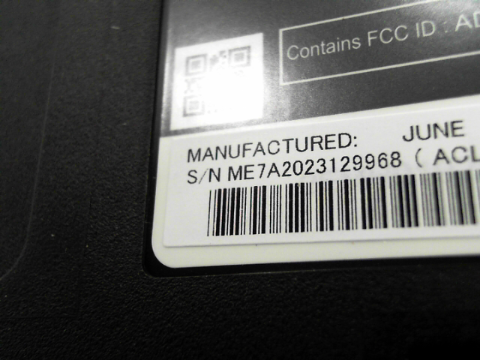 Contains FCC ID : AD
MANUFACTURED: JUNE
S/N ME7A2023129968 ( ACL